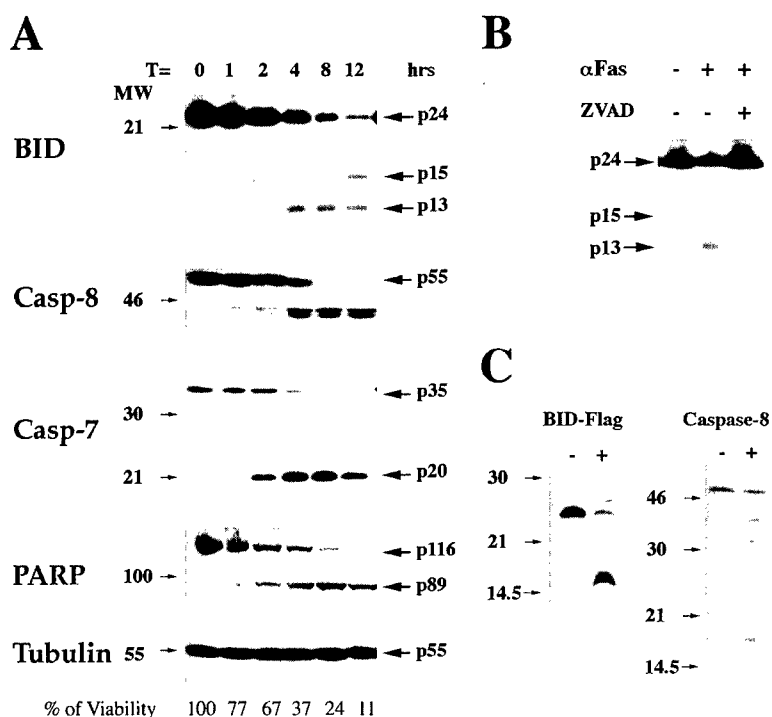 A
T= 0 1 2 4 8 12 hrs
MW
21
BID
p24
p15
p13
Casp-8
46
p55
Casp-7
30
21
p35
p20
PARP
100
p116
p89
Tubulin
55
p55
% of Viability 100 77 67 37 24 11
B
αFas - + +
ZVAD - - +
p24
p15
p13
C
BID-Flag
- +
30
21
14.5
Caspase-8
- +
46
30
21
14.5